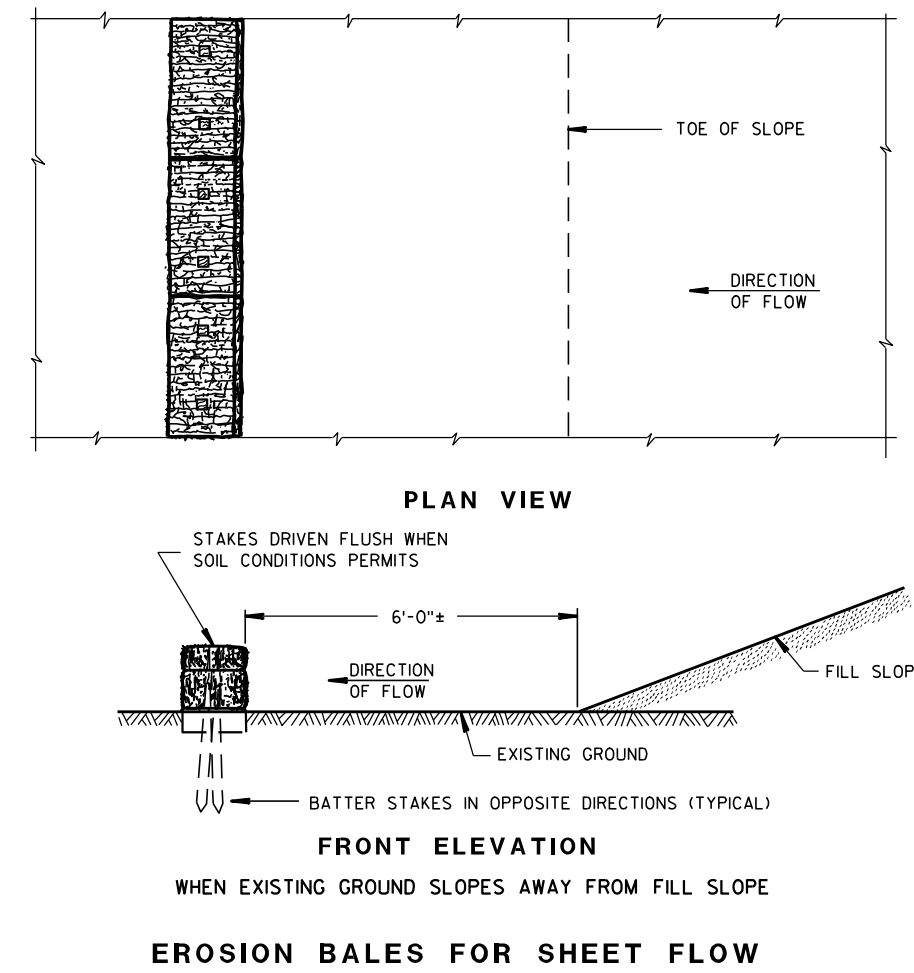 TOE OF SLOPE
DIRECTION
OF FLOW
PLAN VIEW
STAKES DRIVEN FLUSH WHEN
SOIL CONDITIONS PERMITS
6'-0"±
DIRECTION
OF FLOW
FILL SLOP
EXISTING GROUND
BATTER STAKES IN OPPOSITE DIRECTIONS (TYPICAL)
FRONT ELEVATION
WHEN EXISTING GROUND SLOPES AWAY FROM FILL SLOPE
EROSION BALES FOR SHEET FLOW